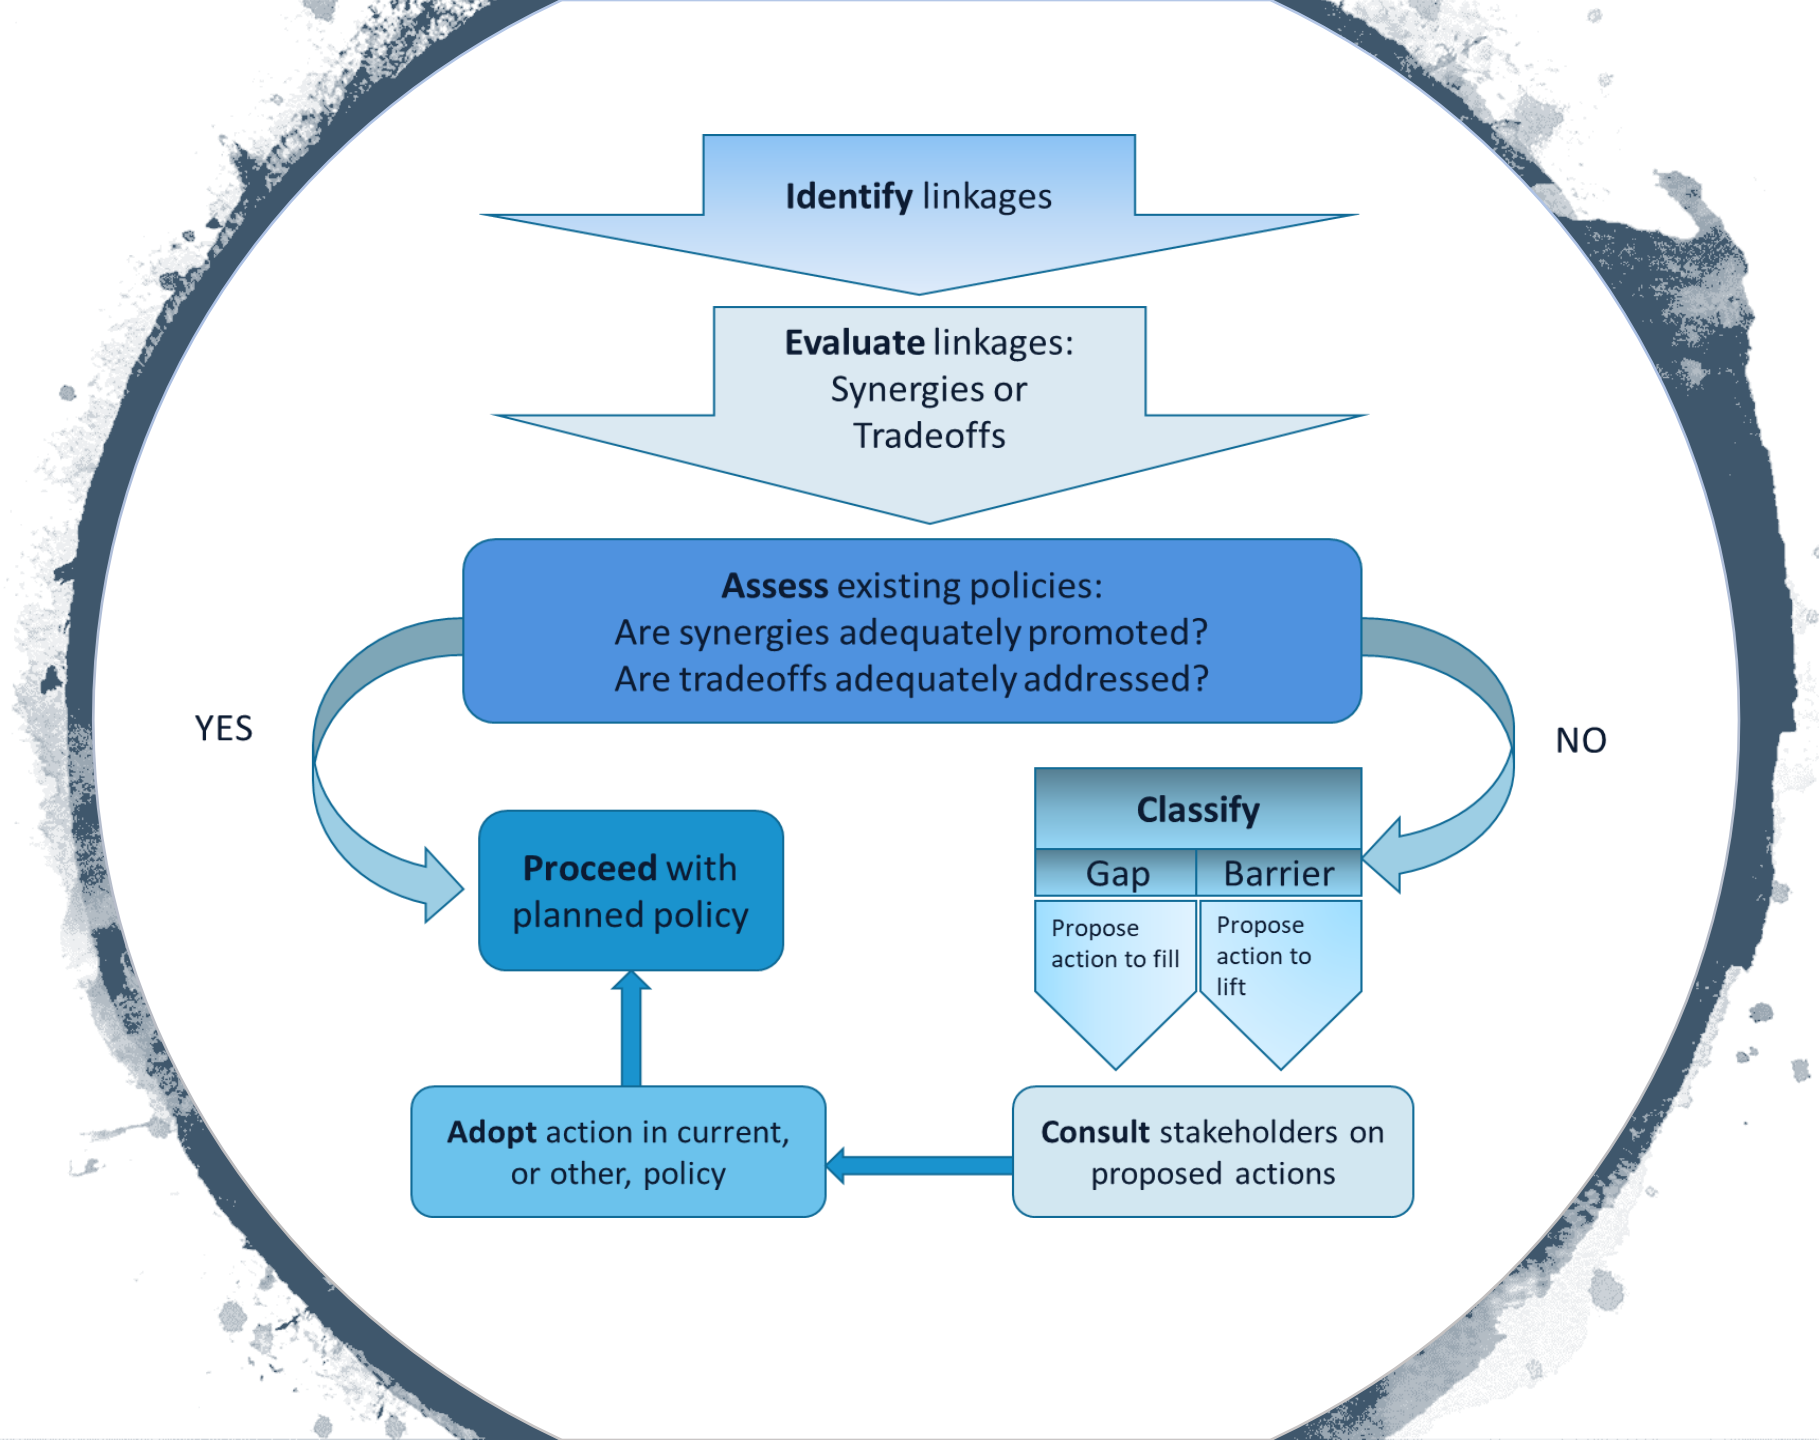 Identify linkages
Evaluate linkages:
Synergies or
Tradeoffs
Assess existing policies:
Are synergies adequately promoted?
Are tradeoffs adequately addressed?
YES
NO
Proceed with
planned policy
Classify
Gap
Barrier
Propose
action to fill
Propose
action to
lift
Adopt action in current,
or other, policy
Consult stakeholders on
proposed actions